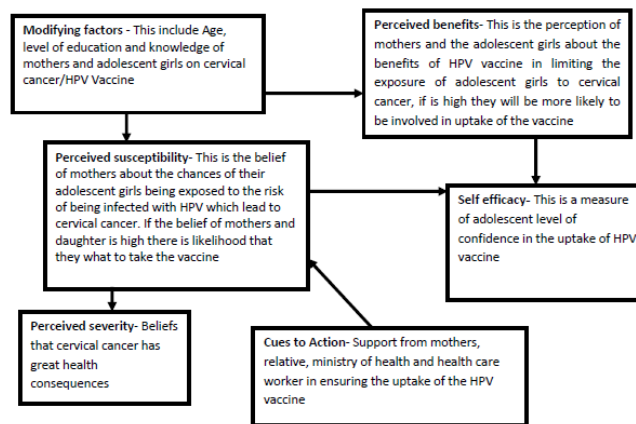 Modifying factors - This include Age,
level of education and knowledge of
mothers and adolescent girls on cervical
cancer/HPV Vaccine
Perceived benefits- This is the perception of
mothers and the adolescent girls about the
benefits of HPV vaccine in limiting the
exposure of adolescent girls to cervical
cancer, if is high they will be more likely to
be involved in uptake of the vaccine
Perceived susceptibility- This is the belief
of mothers about the chances of their
adolescent girls being exposed to the risk
of being infected with HPV which lead to
cervical cancer. If the belief of mothers and
daughter is high there is likelihood that
they what to take the vaccine
Self efficacy- This is a measure
of adolescent level of
confidence in the uptake of HPV
vaccine
Perceived severity- Beliefs
that cervical cancer has
great health
consequences
Cues to Action- Support from mothers,
relative, ministry of health and health care
worker in ensuring the uptake of the HPV
vaccine